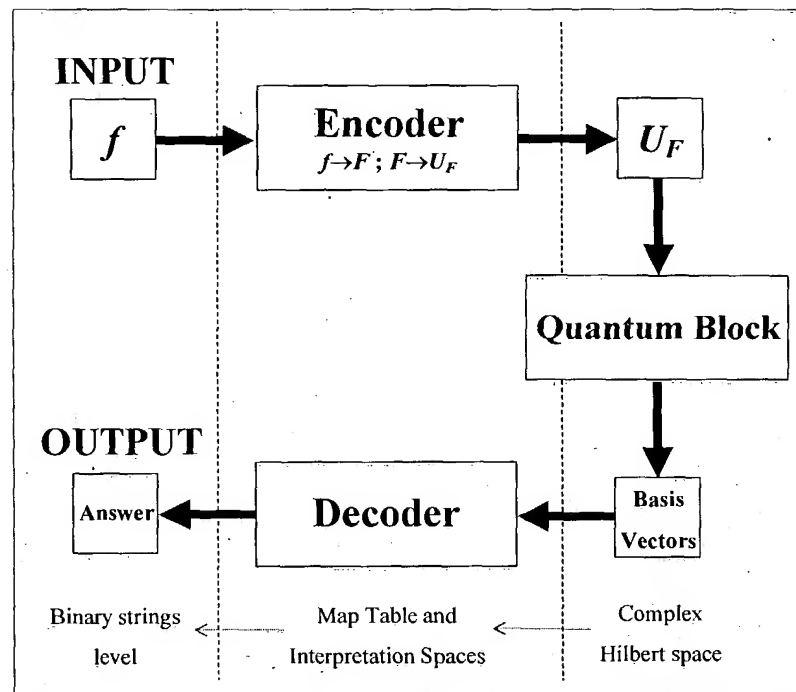 INPUT
f
Encoder
f→F ; F→U_F
U_F
Quantum Block
OUTPUT
Answer
Decoder
Basis
Vectors
Binary strings
level
Map Table and
Interpretation Spaces
Complex
Hilbert space